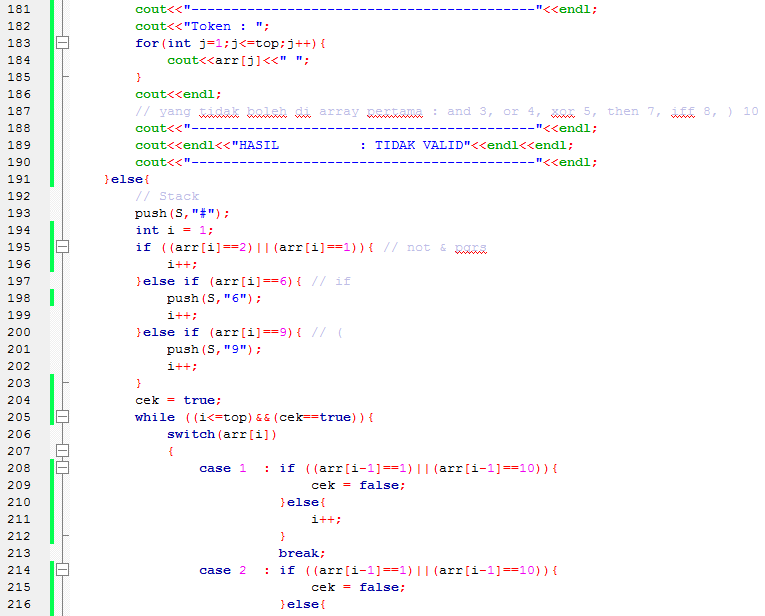 181 cout<<"-------------------------------------------"<<endl;
182 cout<<"Token : ";
183 for(int j=1;j<=top;j++){
184 cout<<arr[j]<<" ";
185 }
186 cout<<endl;
187 // yang tidak boleh di array pertama : and 3, or 4, xor 5, then 7, iff 8, ) 10
188 cout<<"-------------------------------------------"<<endl;
189 cout<<endl<<"HASIL          : TIDAK VALID"<<endl<<endl;
190 cout<<"-------------------------------------------"<<endl;
191 }else{
192 // Stack
193 push(S,"#");
194 int i = 1;
195 if ((arr[i]==2)||(arr[i]==1)){ // not & pqrs
196 i++;
197 }else if (arr[i]==6){ // if
198 push(S,"6");
199 i++;
200 }else if (arr[i]==9){ // (
201 push(S,"9");
202 i++;
203 }
204 cek = true;
205 while ((i<=top)&&(cek==true)){
206 switch(arr[i])
207 {
208 case 1  : if ((arr[i-1]==1)||(arr[i-1]==10)){
209 cek = false;
210 }else{
211 i++;
212 }
213 break;
214 case 2  : if ((arr[i-1]==1)||(arr[i-1]==10)){
215 cek = false;
216 }else{